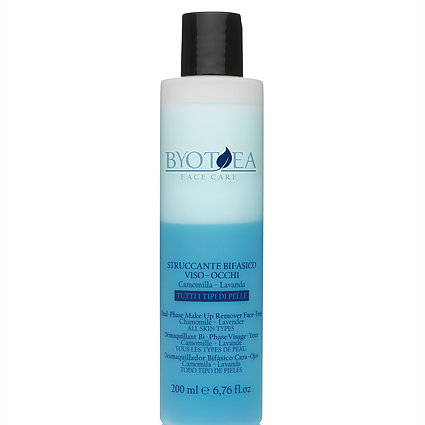 BYOTEA
FACE CARE
STRUCCANTE BIFASICO
VISO - OCCHI
Camomilla - Lavanda
TUTTI I TIPI DI PELLE
Dual-Phase Make Up Remover Face-Eyes
Chamomile - Lavender
ALL SKIN TYPES
Démaquillant Bi - Phase Visage - Yeux
Camomille - Lavande
TOUS LES TYPES DE PEAU
Desmaquillador Bifásico Cara - Ojos
Camomila - Lavanda
TODO TIPO DE PIELES
200 ml ℮ 6,76 fl.oz